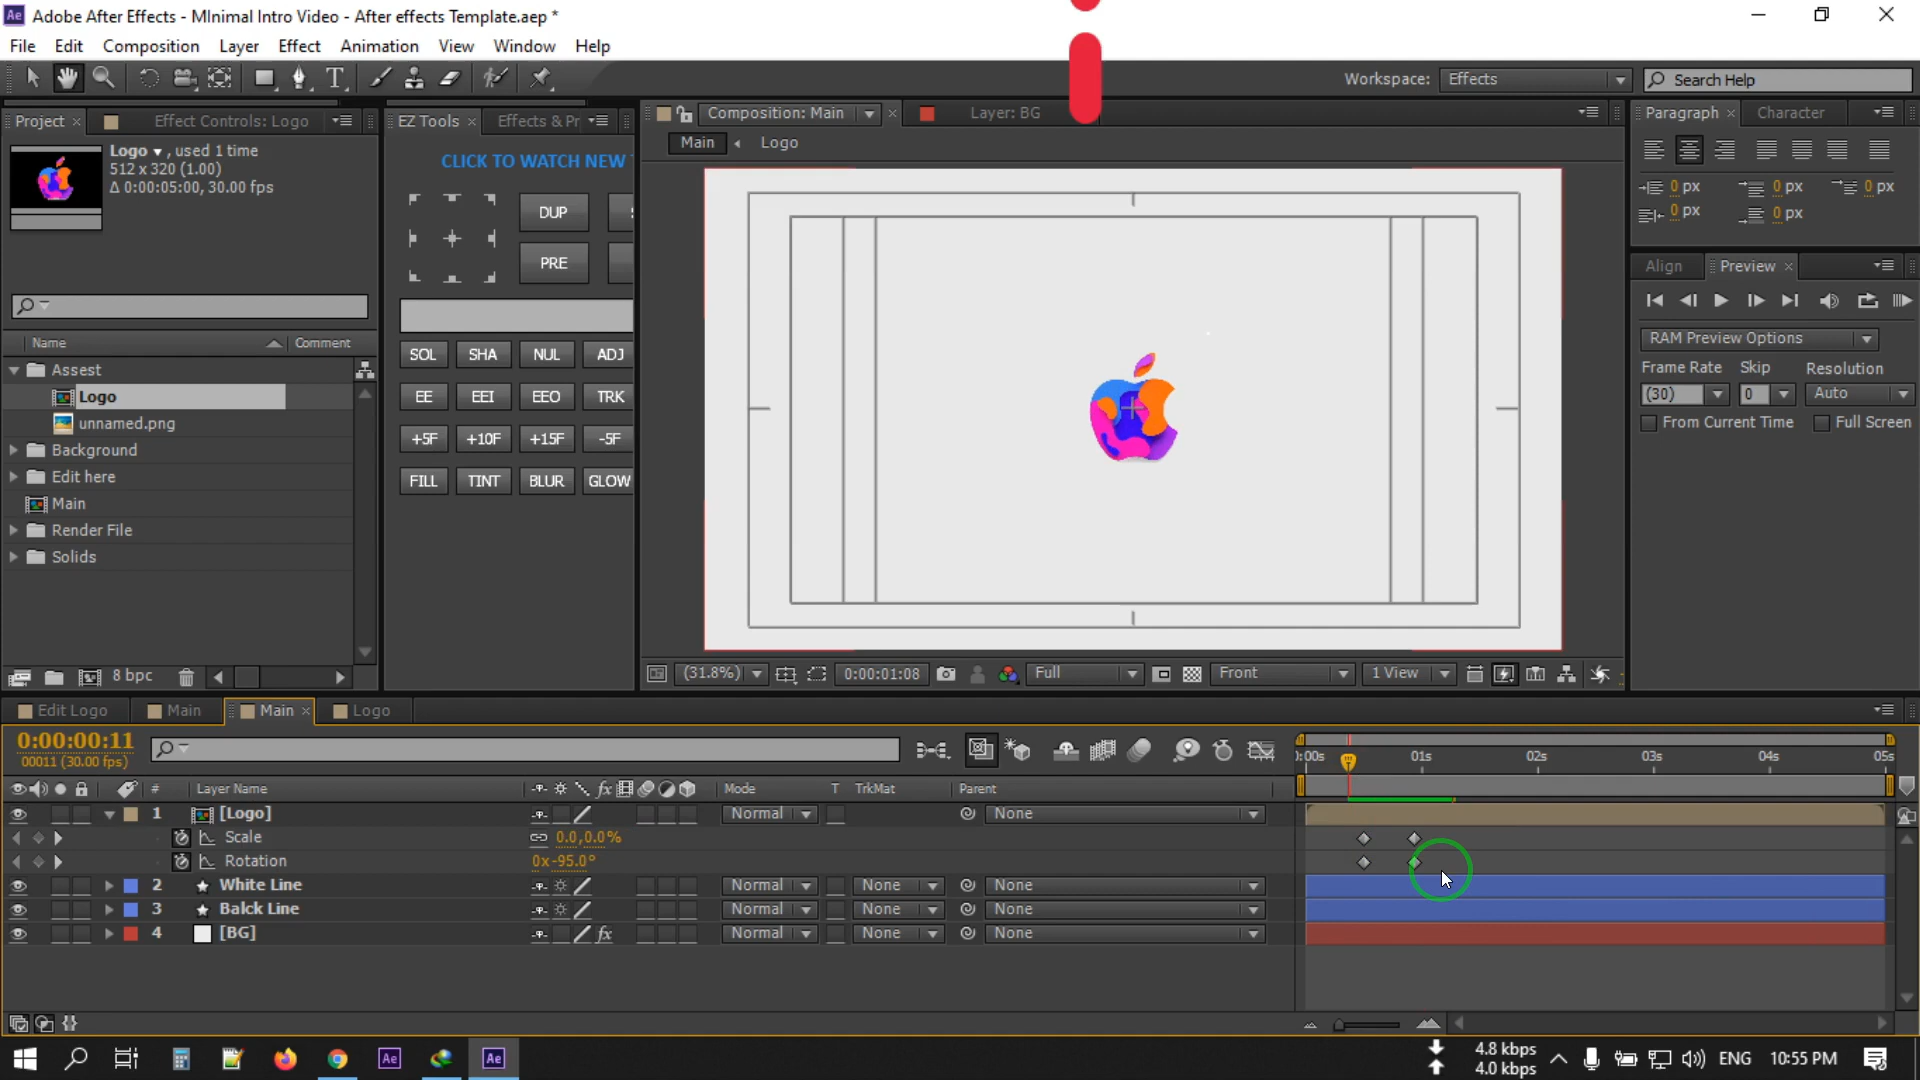 Adobe After Effects - MInimal Intro Video - After effects Template.aep *
File Edit Composition Layer Effect Animation View Window Help
Workspace: Effects Search Help
Project Effect Controls: Logo EZ Tools Effects & Pr Composition: Main Layer: BG Paragraph Character
Logo , used 1 time
512 x 320 (1.00)
Δ 0:00:05:00, 30.00 fps
CLICK TO WATCH NEW
Main Logo
DUP
PRE
0 px 0 px 0 px
0 px 0 px
Align Preview
RAM Preview Options
Frame Rate Skip Resolution
(30) 0 Auto
From Current Time Full Screen
Name Comment
Assest
Logo
unnamed.png
Background
Edit here
Main
Render File
Solids
SOL SHA NUL ADJ
EE EEI EEO TRK
+5F +10F +15F -5F
FILL TINT BLUR GLOW
8 bpc
(31.8%) 0:00:01:08 Full Front 1 View
Edit Logo Main Main Logo
0:00:00:11
00011 (30.00 fps)
):00s 01s 02s 03s 04s 05s
# Layer Name fx Mode T TrkMat Parent
1 [Logo] Normal None
Scale 0.0,0.0%
Rotation 0x-95.0°
2 White Line Normal None None
3 Balck Line Normal None None
4 [BG] fx Normal None None
4.8 kbps
4.0 kbps
ENG 10:55 PM